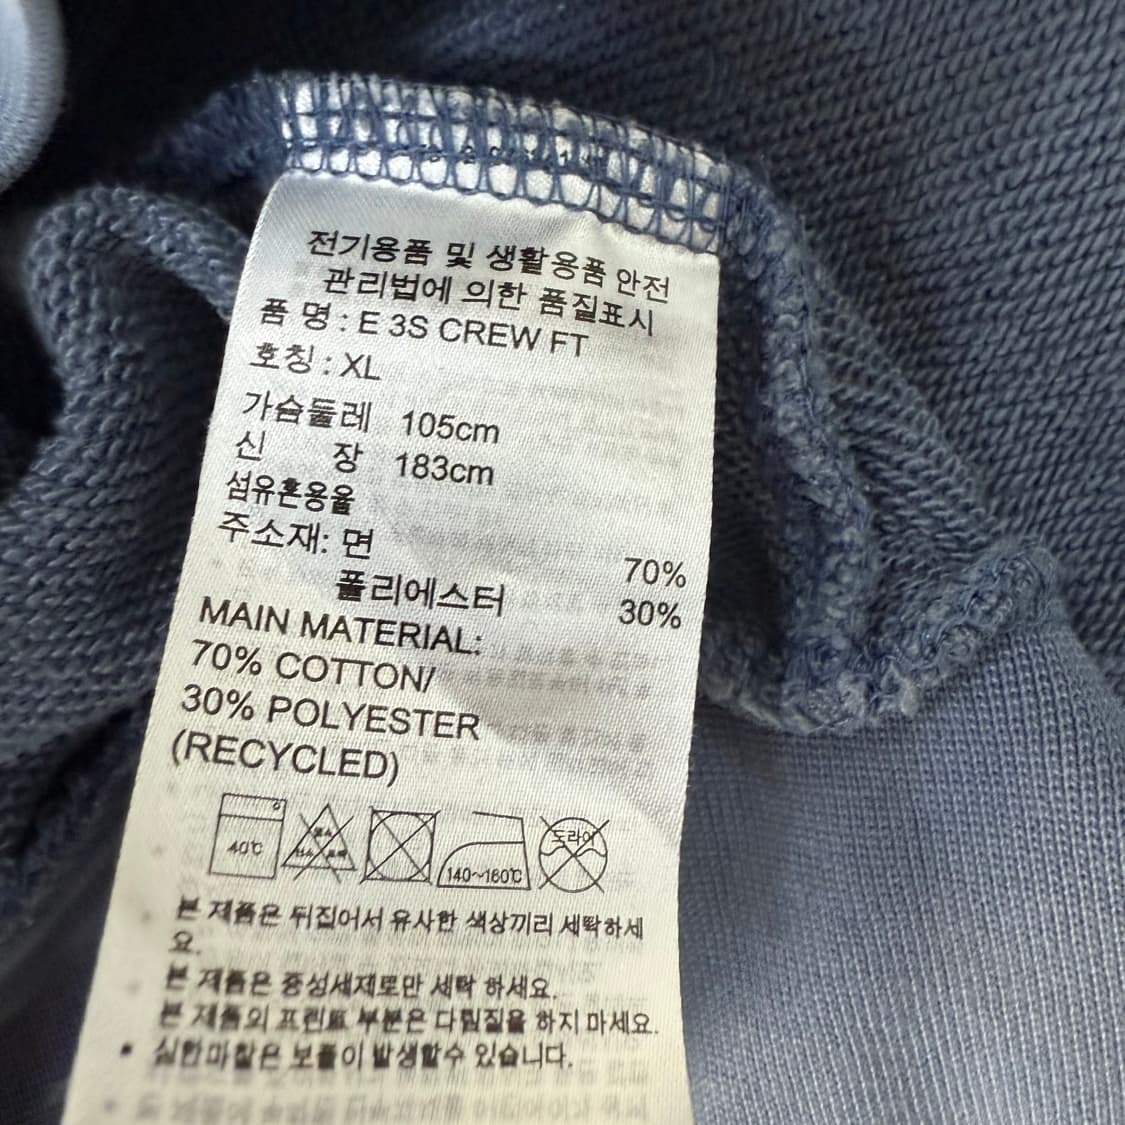 전기용품 및 생활용품 안전
관리법에 의한 품질표시
품 명 : E 3S CREW FT
호칭 : XL
가슴둘레 105cm
신 장 183cm
섬유혼용율
주소재: 면 70%
폴리에스터 30%
MAIN MATERIAL:
70% COTTON/
30% POLYESTER
(RECYCLED)
40℃
140~160℃
드라이
본 제품은 뒤집어서 유사한 색상끼리 세탁하세
요.
본 제품은 중성세제로만 세탁 하세요.
본 제품의 프린트 부분은 다림질을 하지 마세요.
• 심한마찰은 보풀이 발생할수 있습니다.